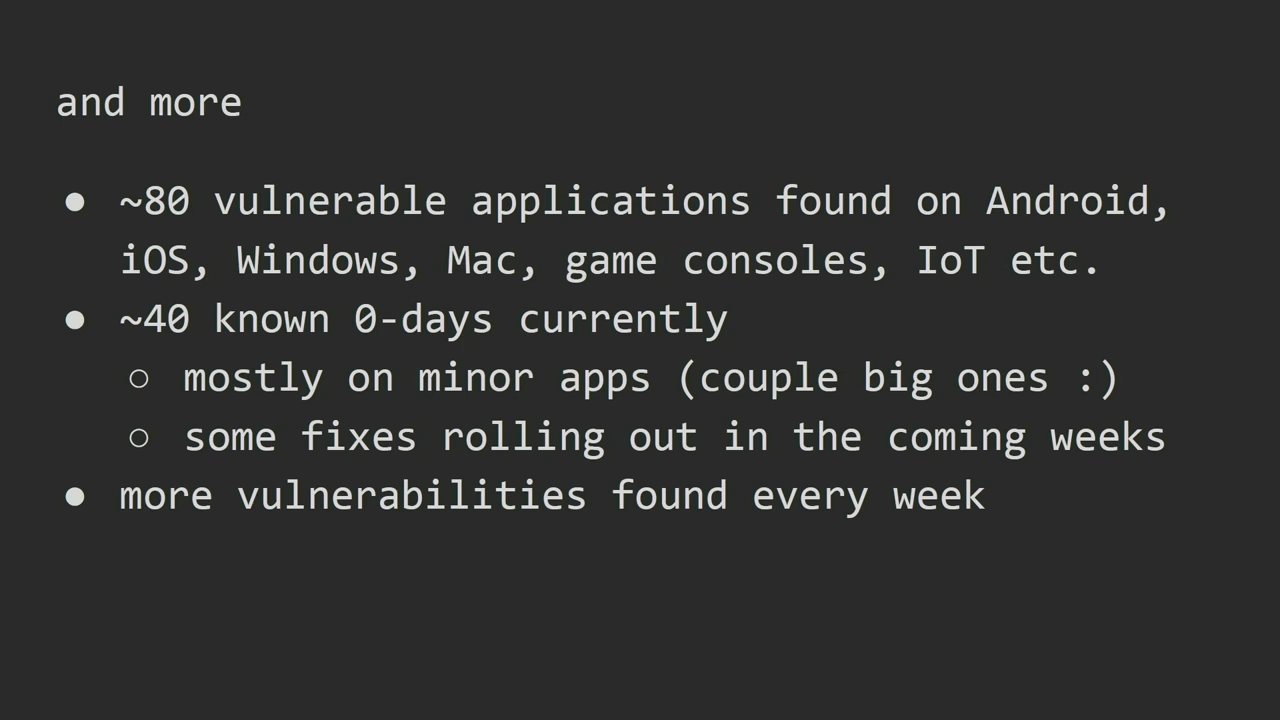 and more
● ~80 vulnerable applications found on Android,
iOS, Windows, Mac, game consoles, IoT etc.
● ~40 known 0-days currently
○ mostly on minor apps (couple big ones :)
○ some fixes rolling out in the coming weeks
● more vulnerabilities found every week